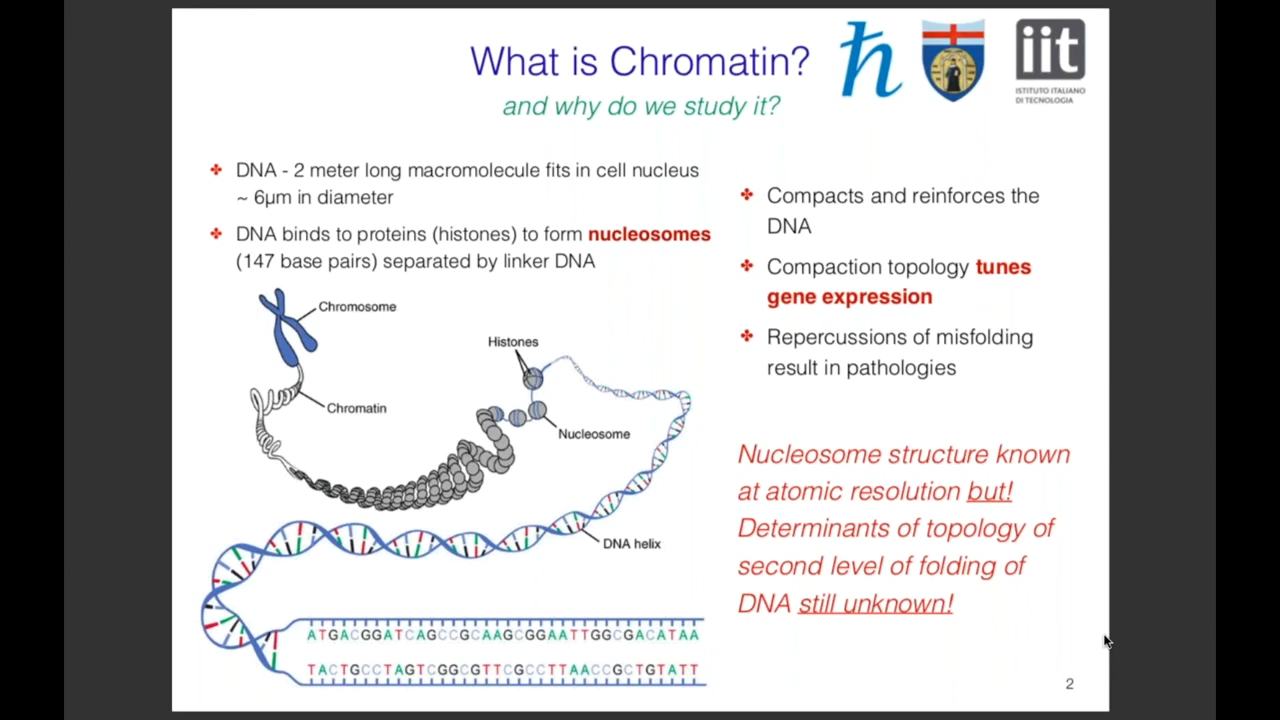 What is Chromatin?
and why do we study it?
ħ
iit
ISTITUTO ITALIANO
DI TECNOLOGIA
DNA - 2 meter long macromolecule fits in cell nucleus
~ 6μm in diameter
DNA binds to proteins (histones) to form nucleosomes
(147 base pairs) separated by linker DNA
Chromosome
Chromatin
Histones
Nucleosome
DNA helix
ATGACGGATCAGCCGCAAGCGGAATTGGCGACATAA
TACTGCCTAGTCGGCGTTCGCCTTAACCGCTGTATT
Compacts and reinforces the
DNA
Compaction topology tunes
gene expression
Repercussions of misfolding
result in pathologies
Nucleosome structure known
at atomic resolution but!
Determinants of topology of
second level of folding of
DNA still unknown!
2